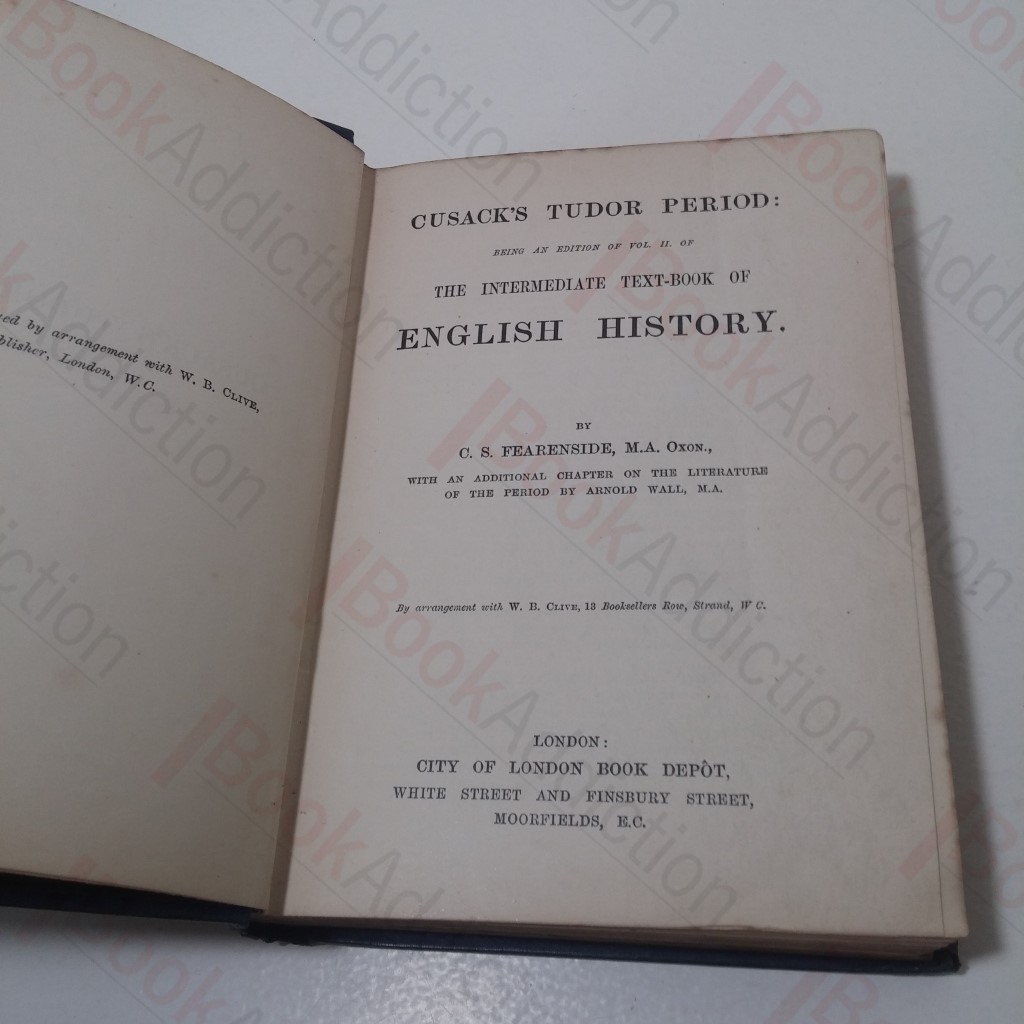 ed by arrangement with W. B. CLIVE,
blisher, London, W.C.
CUSACK'S TUDOR PERIOD:
BEING AN EDITION OF VOL. II. OF
THE INTERMEDIATE TEXT-BOOK OF
ENGLISH HISTORY.
BY
C. S. FEARENSIDE, M.A. OXON.,
WITH AN ADDITIONAL CHAPTER ON THE LITERATURE
OF THE PERIOD BY ARNOLD WALL, M.A.
By arrangement with W. B. CLIVE, 13 Booksellers Row, Strand, W C.
LONDON:
CITY OF LONDON BOOK DEPÔT,
WHITE STREET AND FINSBURY STREET,
MOORFIELDS, E.C.
BookAddiction